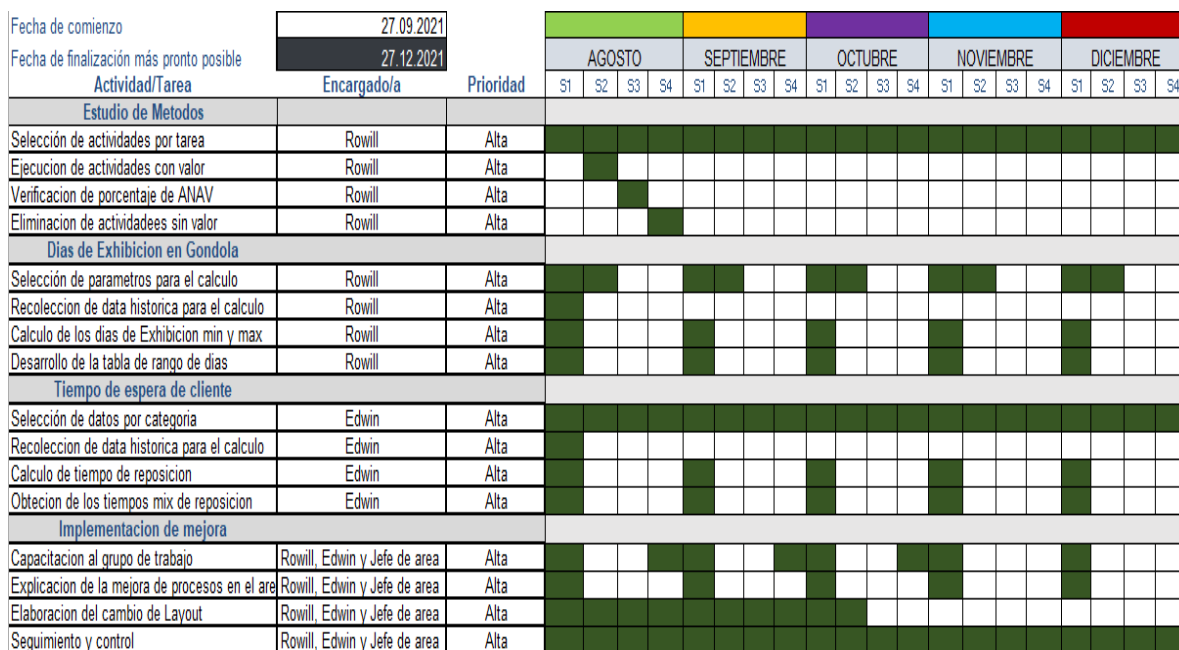 Fecha de comienzo 27.09.2021
Fecha de finalización más pronto posible 27.12.2021 AGOSTO SEPTIEMBRE OCTUBRE NOVIEMBRE DICIEMBRE
Actividad/Tarea Encargado/a Prioridad S1 S2 S3 S4 S1 S2 S3 S4 S1 S2 S3 S4 S1 S2 S3 S4 S1 S2 S3 S4
Estudio de Metodos
Selección de actividades por tarea Rowill Alta
Ejecucion de actividades con valor Rowill Alta
Verificacion de porcentaje de ANAV Rowill Alta
Eliminacion de actividadees sin valor Rowill Alta
Dias de Exhibicion en Gondola
Selección de parametros para el calculo Rowill Alta
Recoleccion de data historica para el calculo Rowill Alta
Calculo de los dias de Exhibicion min y max Rowill Alta
Desarrollo de la tabla de rango de dias Rowill Alta
Tiempo de espera de cliente
Selección de datos por categoria Edwin Alta
Recoleccion de data historica para el calculo Edwin Alta
Calculo de tiempo de reposicion Edwin Alta
Obtecion de los tiempos mix de reposicion Edwin Alta
Implementacion de mejora
Capacitacion al grupo de trabajo Rowill, Edwin y Jefe de area Alta
Explicacion de la mejora de procesos en el are Rowill, Edwin y Jefe de area Alta
Elaboracion del cambio de Layout Rowill, Edwin y Jefe de area Alta
Seguimiento y control Rowill, Edwin y Jefe de area Alta